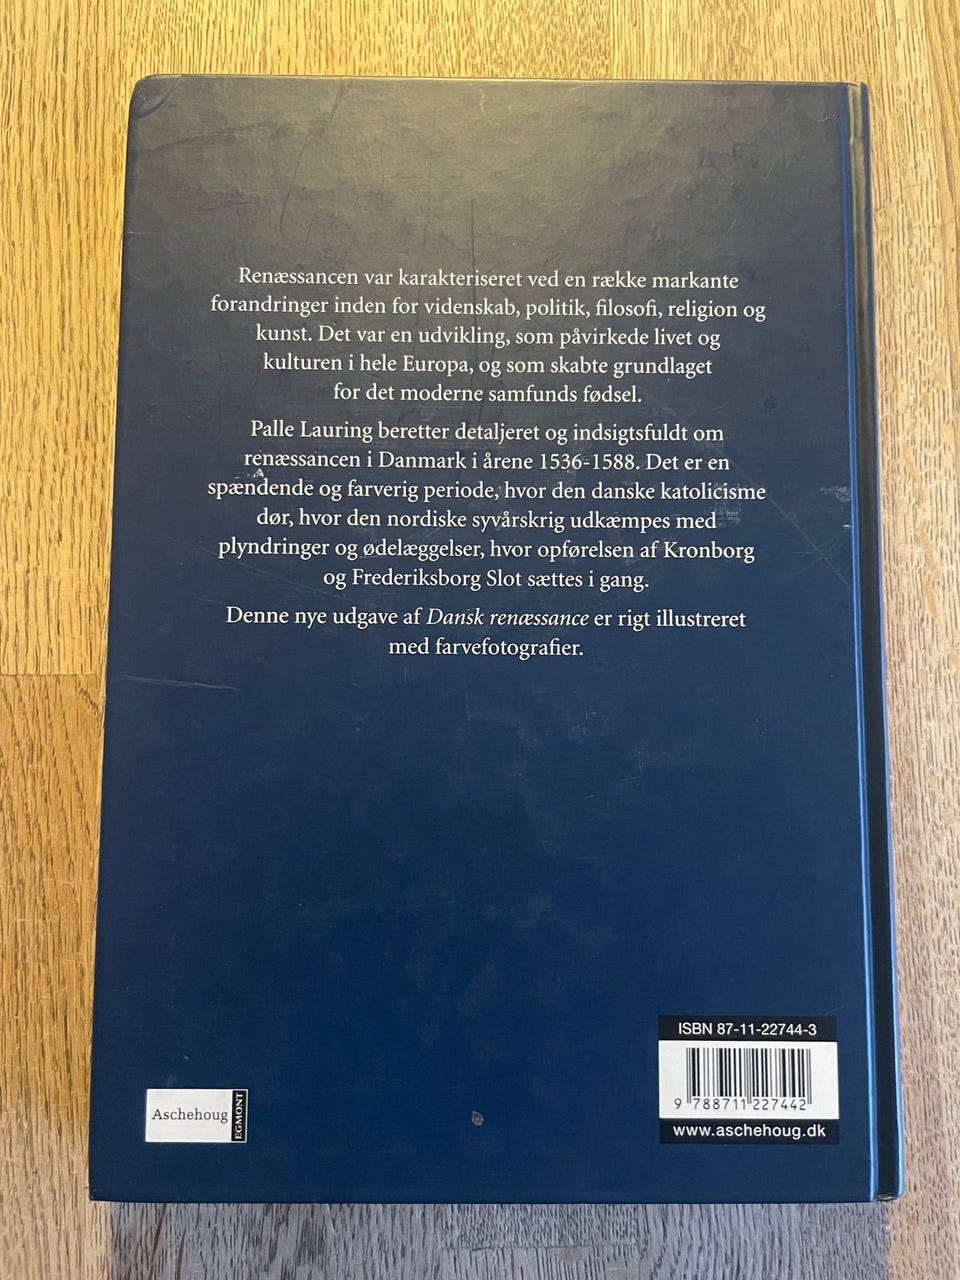 Renæssancen var karakteriseret ved en række markante
forandringer inden for videnskab, politik, filosofi, religion og
kunst. Det var en udvikling, som påvirkede livet og
kulturen i hele Europa, og som skabte grundlaget
for det moderne samfunds fødsel.
Palle Lauring beretter detaljeret og indsigtsfuldt om
renæssancen i Danmark i årene 1536-1588. Det er en
spændende og farverig periode, hvor den danske katolicisme
dør, hvor den nordiske syvårskrig udkæmpes med
plyndringer og ødelæggelser, hvor opførelsen af Kronborg
og Frederiksborg Slot sættes i gang.
Denne nye udgave af Dansk renæssance er rigt illustreret
med farvefotografier.
ISBN 87-11-22744-3
9 788711 227442
www.aschehoug.dk
Aschehoug
EGMONT